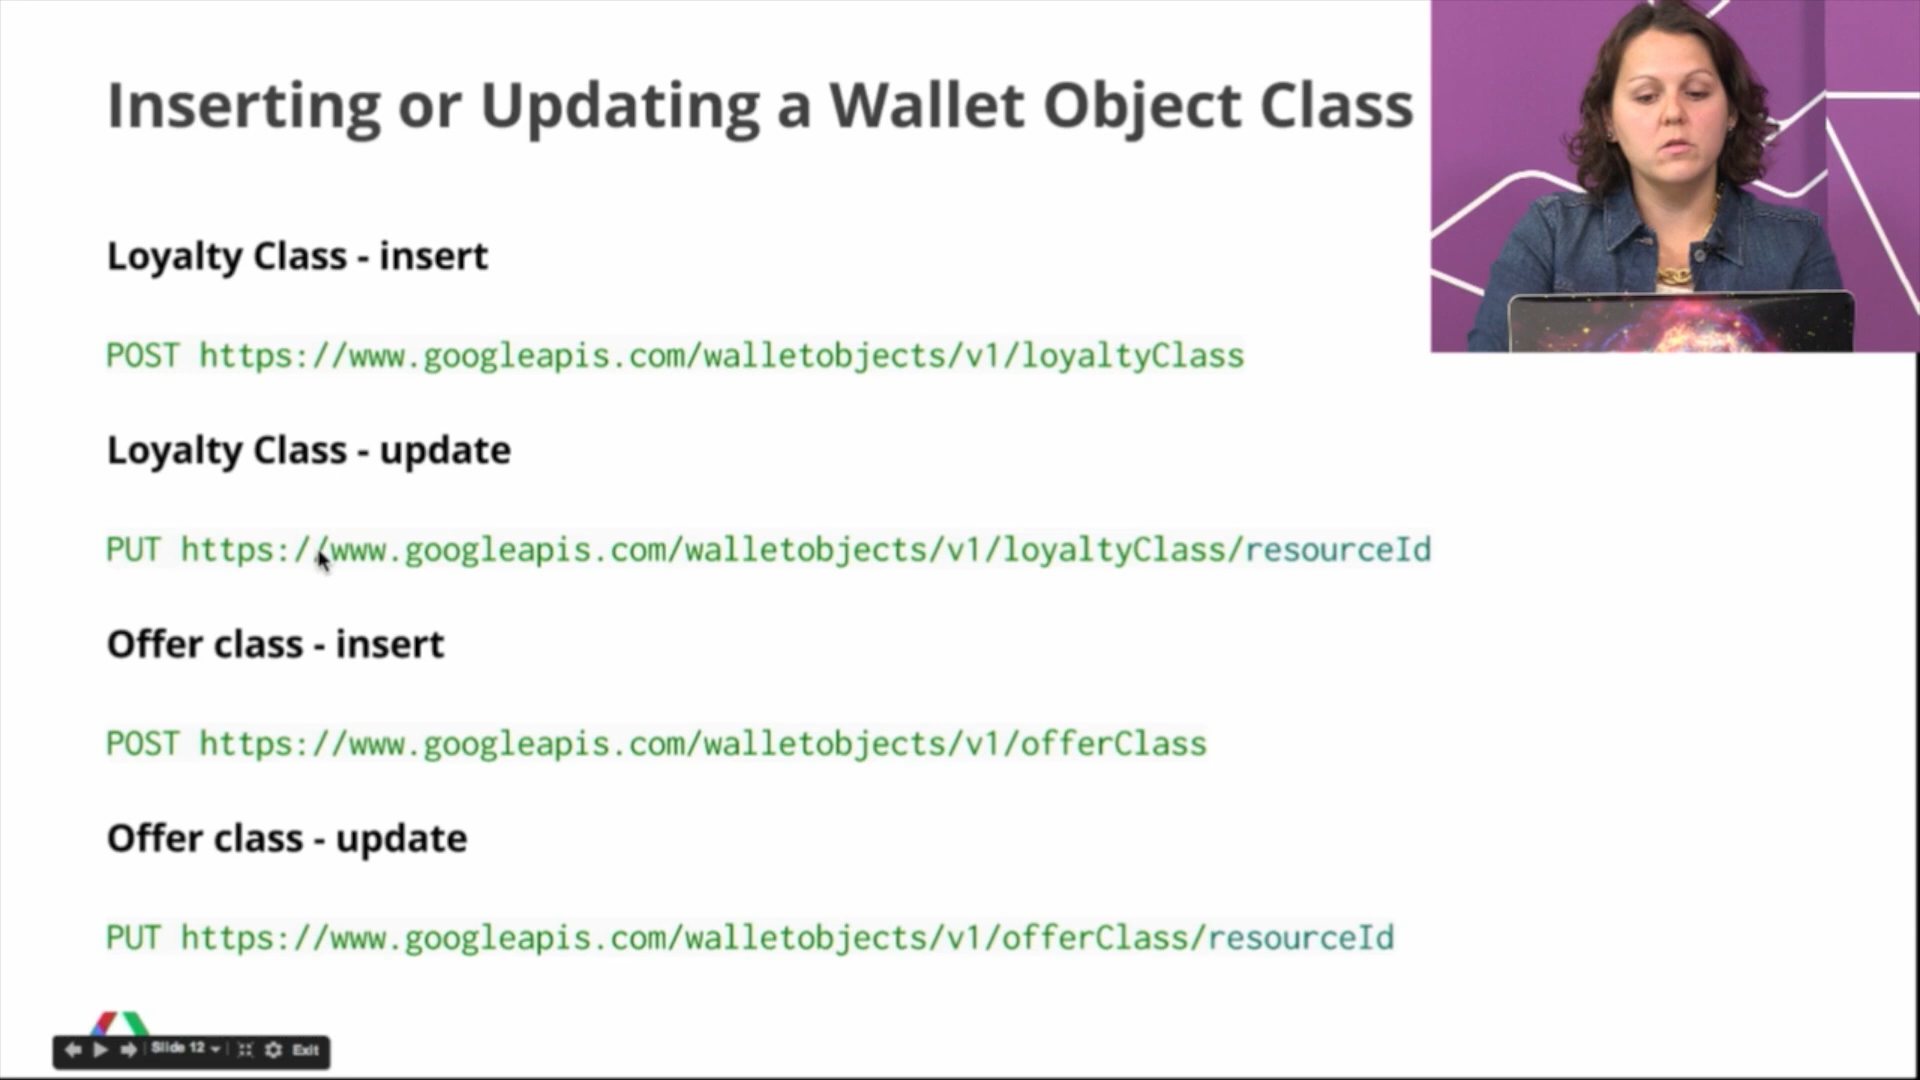 Inserting or Updating a Wallet Object Class
Loyalty Class - insert
POST https://www.googleapis.com/walletobjects/v1/loyaltyClass
Loyalty Class - update
PUT https://www.googleapis.com/walletobjects/v1/loyaltyClass/resourceId
Offer class - insert
POST https://www.googleapis.com/walletobjects/v1/offerClass
Offer class - update
PUT https://www.googleapis.com/walletobjects/v1/offerClass/resourceId
Slide 12 Exit